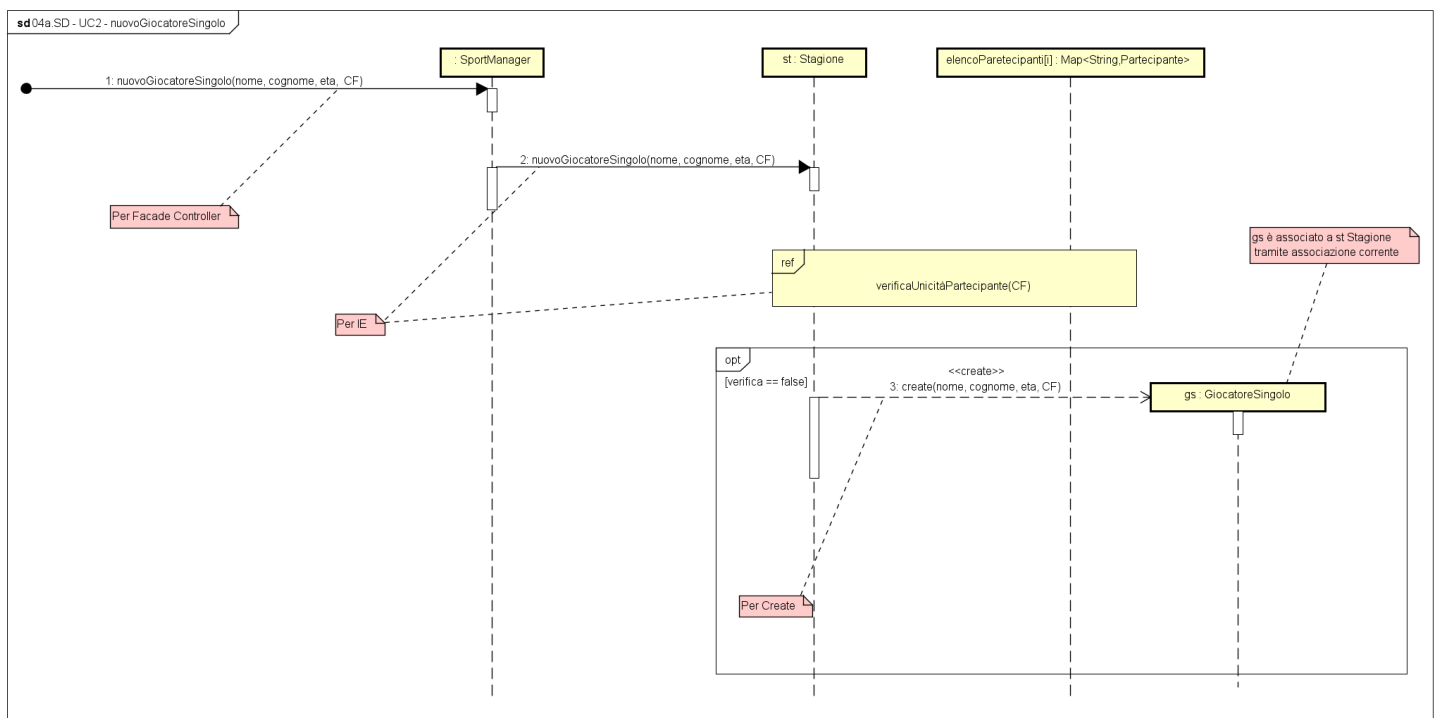 sd 04a.SD - UC2 - nuovoGiocatoreSingolo
: SportManager
st : Stagione
elencoParetecipanti[i] : Map<String,Partecipante>
1: nuovoGiocatoreSingolo(nome, cognome, eta, CF)
2: nuovoGiocatoreSingolo(nome, cognome, eta, CF)
Per Facade Controller
gs è associato a st Stagione
tramite associazione corrente
ref
verificaUnicitàPartecipante(CF)
Per IE
opt
[verifica == false]
<<create>>
3: create(nome, cognome, eta, CF)
gs : GiocatoreSingolo
Per Create